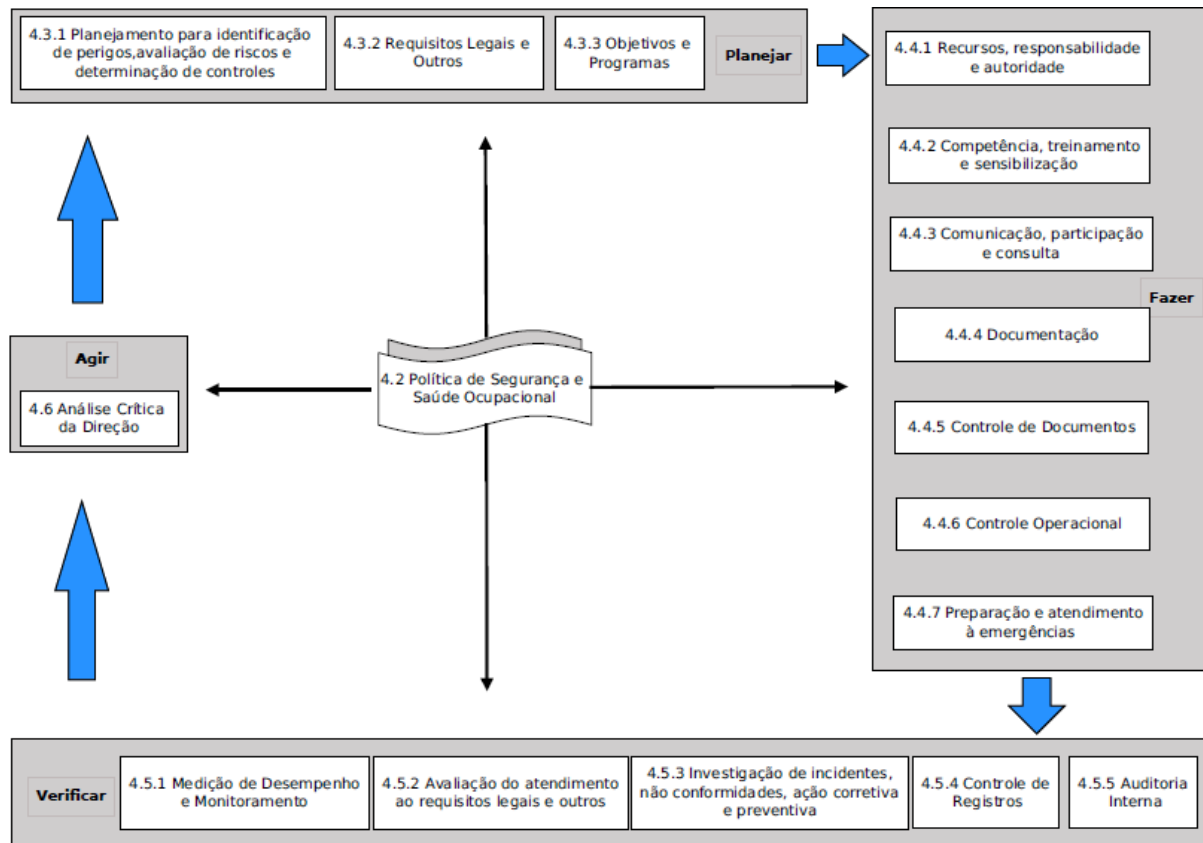 4.3.1 Planejamento para identificação
de perigos,avaliação de riscos e
determinação de controles
4.3.2 Requisitos Legais e
Outros
4.3.3 Objetivos e
Programas
Planejar
4.4.1 Recursos, responsabilidade
e autoridade
4.4.2 Competência, treinamento
e sensibilização
4.4.3 Comunicação, participação
e consulta
Fazer
4.4.4 Documentação
4.4.5 Controle de Documentos
4.4.6 Controle Operacional
4.4.7 Preparação e atendimento
à emergências
Agir
4.6 Análise Crítica
da Direção
4.2 Política de Segurança e
Saúde Ocupacional
Verificar
4.5.1 Medição de Desempenho
e Monitoramento
4.5.2 Avaliação do atendimento
ao requisitos legais e outros
4.5.3 Investigação de incidentes,
não conformidades, ação corretiva
e preventiva
4.5.4 Controle de
Registros
4.5.5 Auditoria
Interna